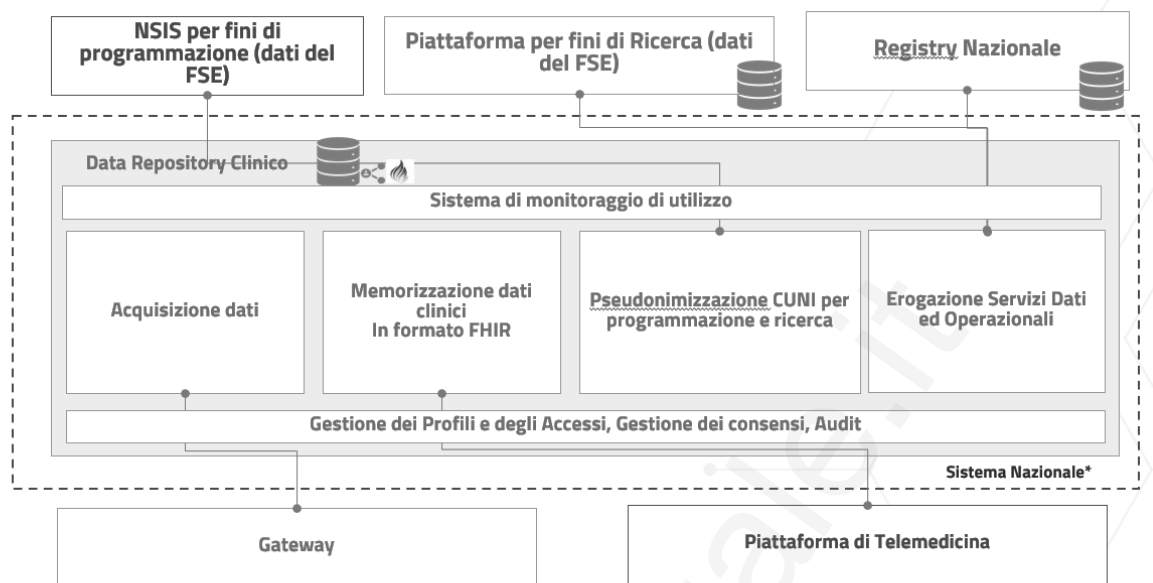 NSIS per fini di
programmazione (dati del
FSE)
Piattaforma per fini di Ricerca (dati
del FSE)
Registry Nazionale
Data Repository Clinico
Sistema di monitoraggio di utilizzo
Acquisizione dati
Memorizzazione dati
clinici
In formato FHIR
Pseudonimizzazione CUNI per
programmazione e ricerca
Erogazione Servizi Dati
ed Operazionali
Gestione dei Profili e degli Accessi, Gestione dei consensi, Audit
Sistema Nazionale*
Gateway
Piattaforma di Telemedicina
ale.it